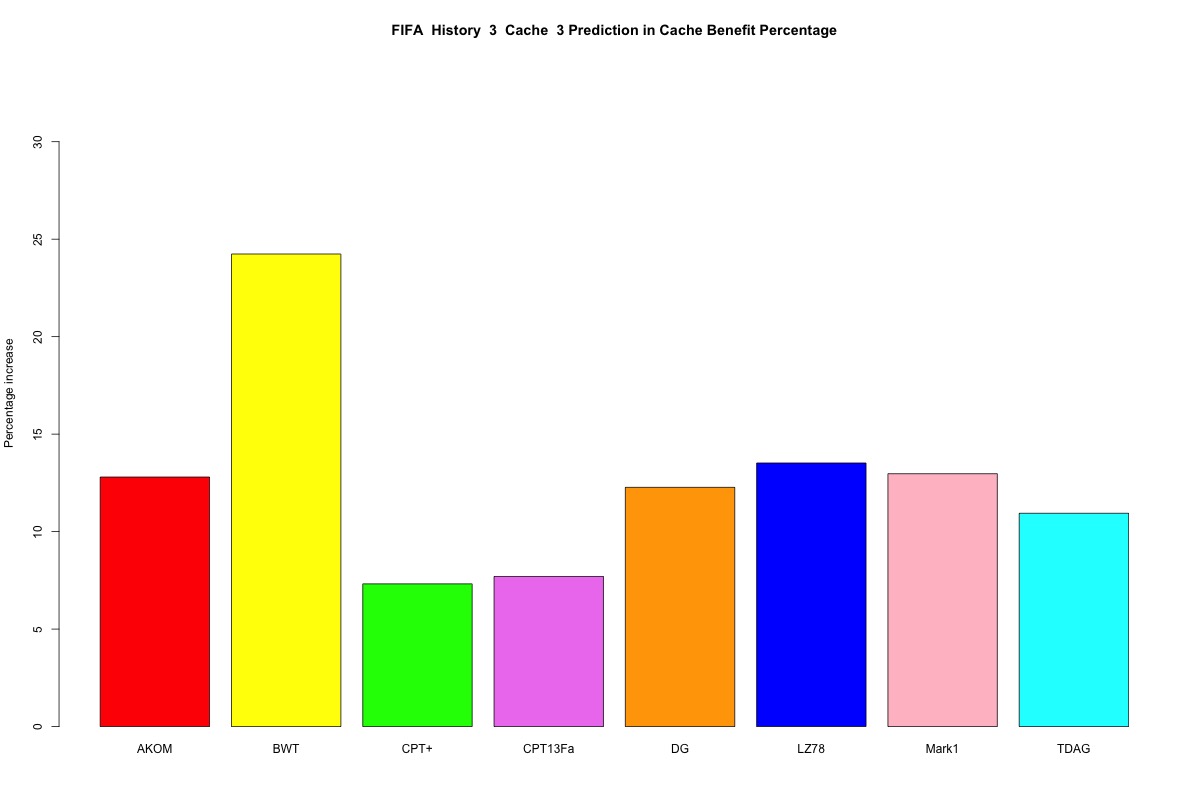 FIFA  History  3  Cache  3 Prediction in Cache Benefit Percentage
Percentage increase
30
25
20
15
10
5
0
AKOM BWT CPT+ CPT13Fa DG LZ78 Mark1 TDAG